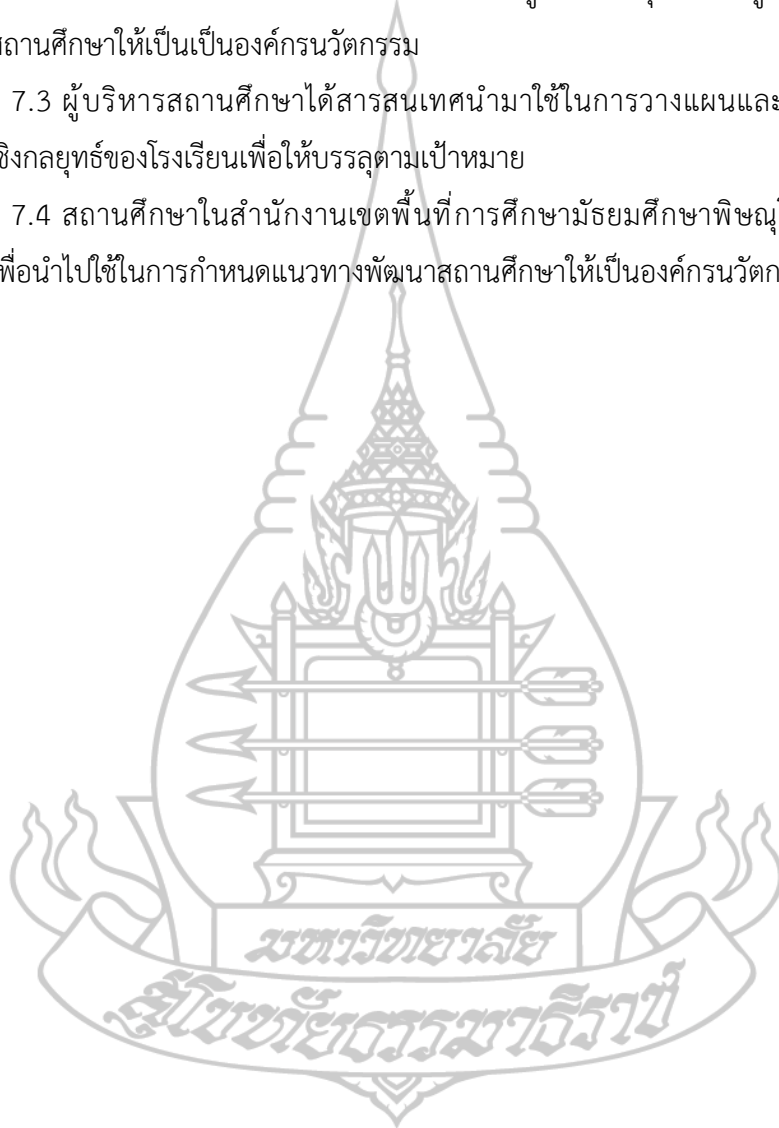 สถานศึกษาให้เป็นเป็นองค์กรนวัตกรรม
7.3 ผู้บริหารสถานศึกษาได้สารสนเทศนำมาใช้ในการวางแผนและ
ชิงกลยุทธ์ของโรงเรียนเพื่อให้บรรลุตามเป้าหมาย
7.4 สถานศึกษาในสำนักงานเขตพื้นที่การศึกษามัธยมศึกษาพิษณุ
พื่อนำไปใช้ในการกำหนดแนวทางพัฒนาสถานศึกษาให้เป็นองค์กรนวัตก
มหาวิทยาลัย
สุโขทัยธรรมาธิราช